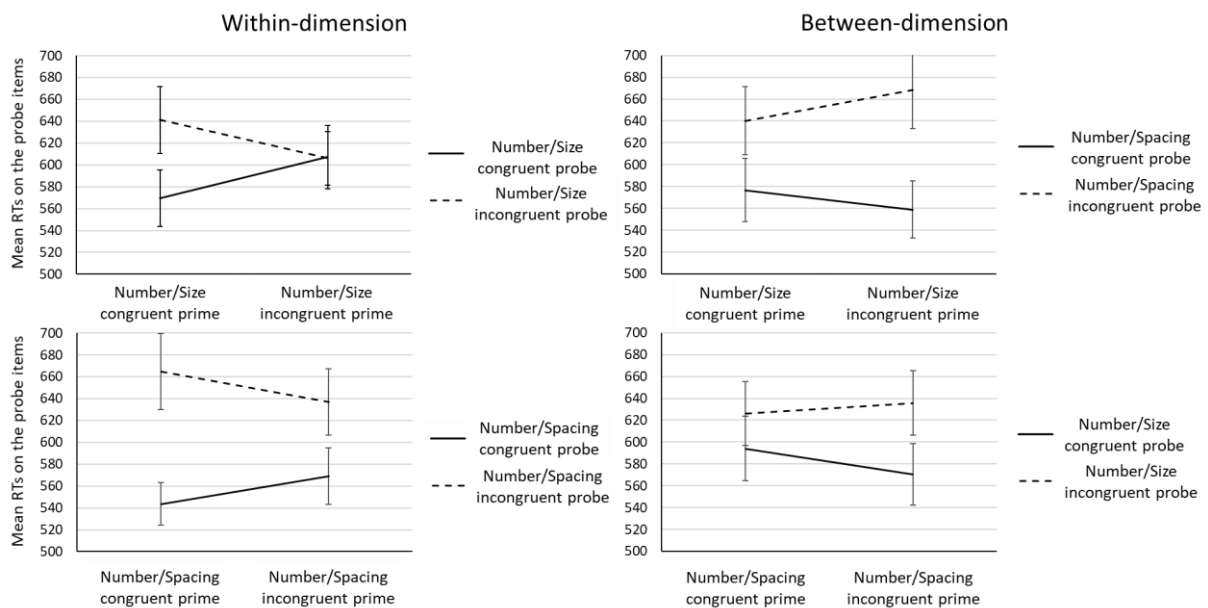 Within-dimension
Between-dimension
Mean RTs on the probe items
700
680
660
640
620
600
580
560
540
520
500
Number/Size
congruent prime
Number/Size
incongruent prime
Number/Size
congruent probe
Number/Size
incongruent probe
700
680
660
640
620
600
580
560
540
520
500
Number/Size
congruent prime
Number/Size
incongruent prime
Number/Spacing
congruent probe
Number/Spacing
incongruent probe
Mean RTs on the probe items
700
680
660
640
620
600
580
560
540
520
500
Number/Spacing
congruent prime
Number/Spacing
incongruent prime
Number/Spacing
congruent probe
Number/Spacing
incongruent probe
700
680
660
640
620
600
580
560
540
520
500
Number/Spacing
congruent prime
Number/Spacing
incongruent prime
Number/Size
congruent probe
Number/Size
incongruent probe